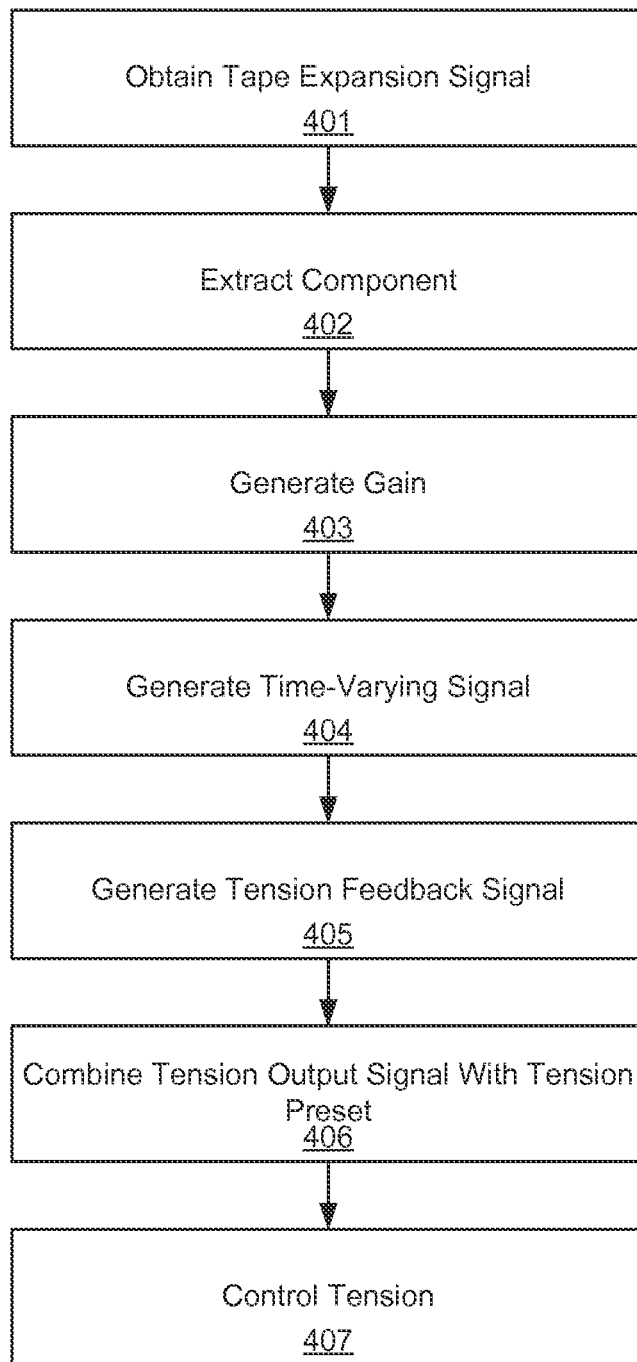 Obtain Tape Expansion Signal
401
Extract Component
402
Generate Gain
403
Generate Time-Varying Signal
404
Generate Tension Feedback Signal
405
Combine Tension Output Signal With Tension
Preset
406
Control Tension
407